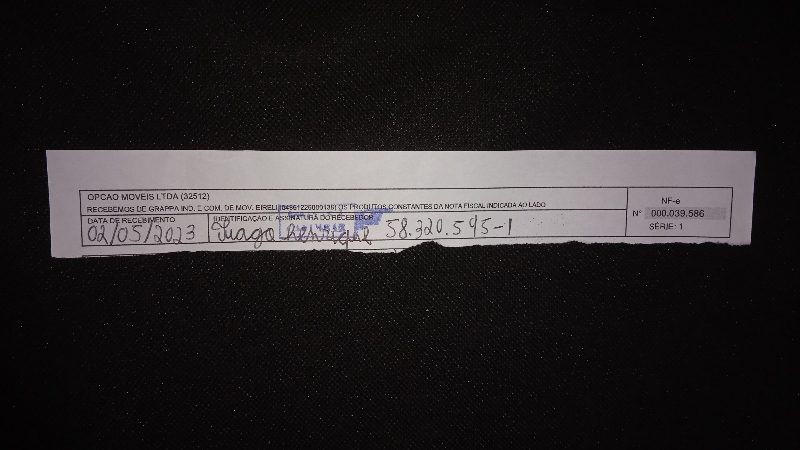 OPCAO MOVEIS LTDA (32512)
RECEBEMOS DE GRAPPA IND. E COM. DE MOV. EIRELI OS PRODUTOS CONSTANTES DA NOTA FISCAL INDICADA AO LADO
DATA DE RECEBIMENTO
IDENTIFICAÇÃO E ASSINATURA DO RECEBEDOR
02/05/2023
Tiago Henrique 58.320.595-1
NF-e
N° 000.039.586
SÉRIE: 1